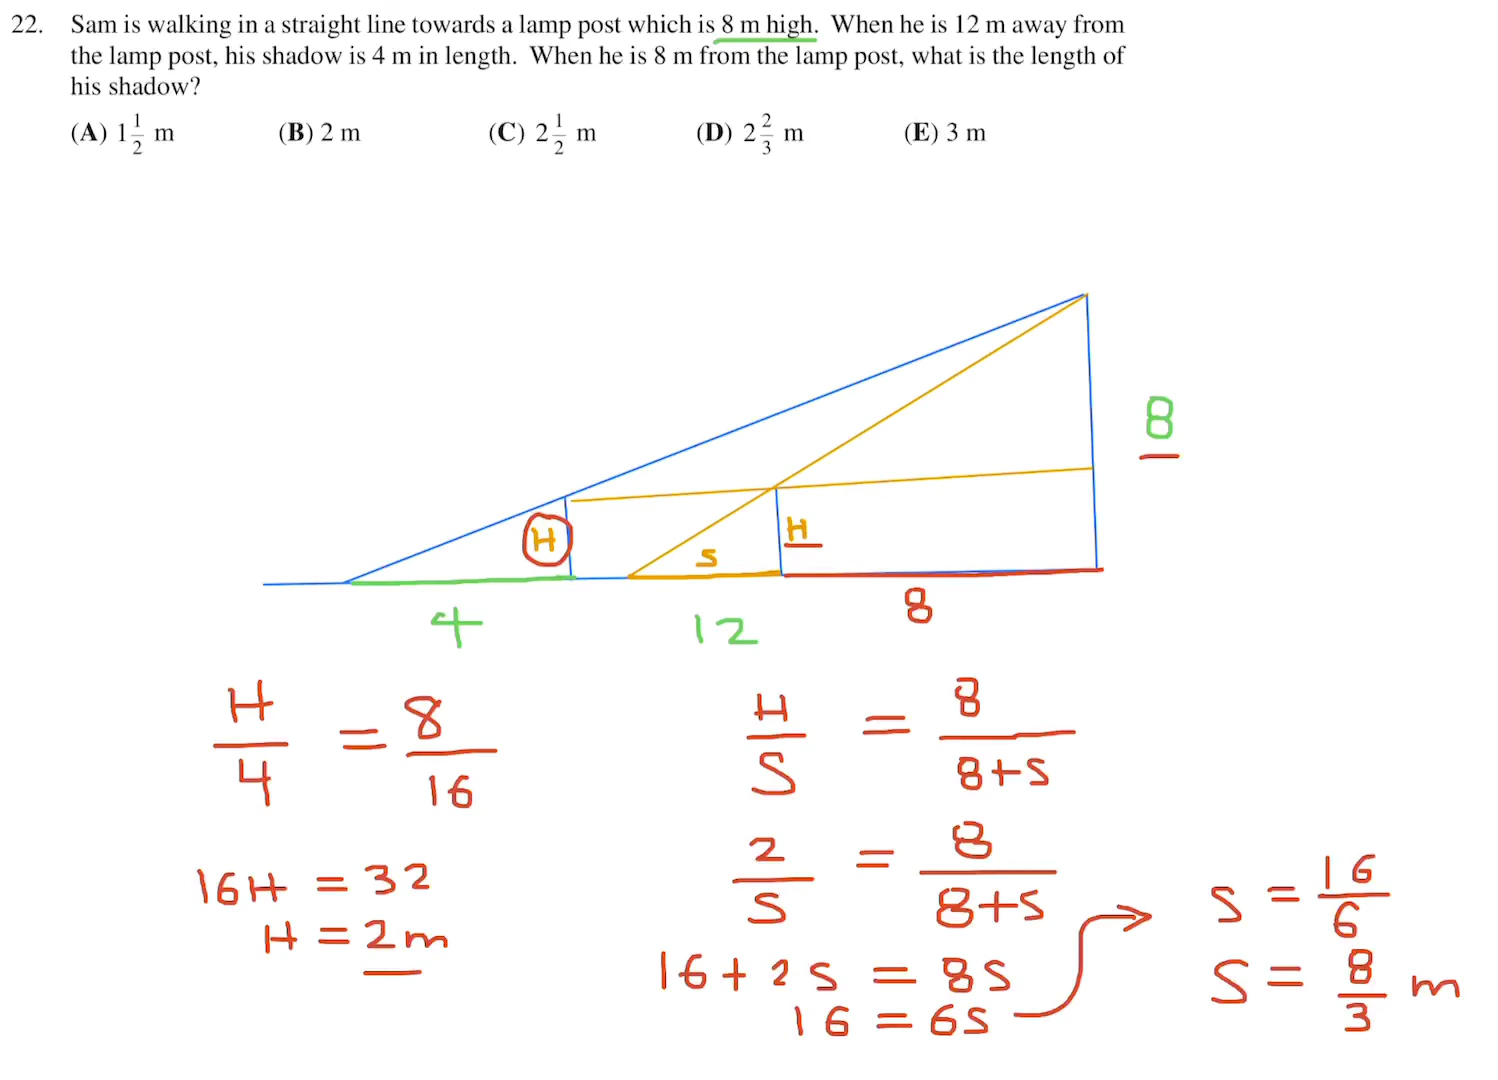 22. Sam is walking in a straight line towards a lamp post which is 8 m high. When he is 12 m away from
the lamp post, his shadow is 4 m in length. When he is 8 m from the lamp post, what is the length of
his shadow?
(A) 1 1/2 m (B) 2 m (C) 2 1/2 m (D) 2 2/3 m (E) 3 m
8
H
H
S
4
12
8
H/4 = 8/16
16H = 32
H = 2m
H/S = 8/(8+S)
2/S = 8/(8+S)
16 + 2S = 8S
16 = 6S
S = 16/6
S = 8/3 m